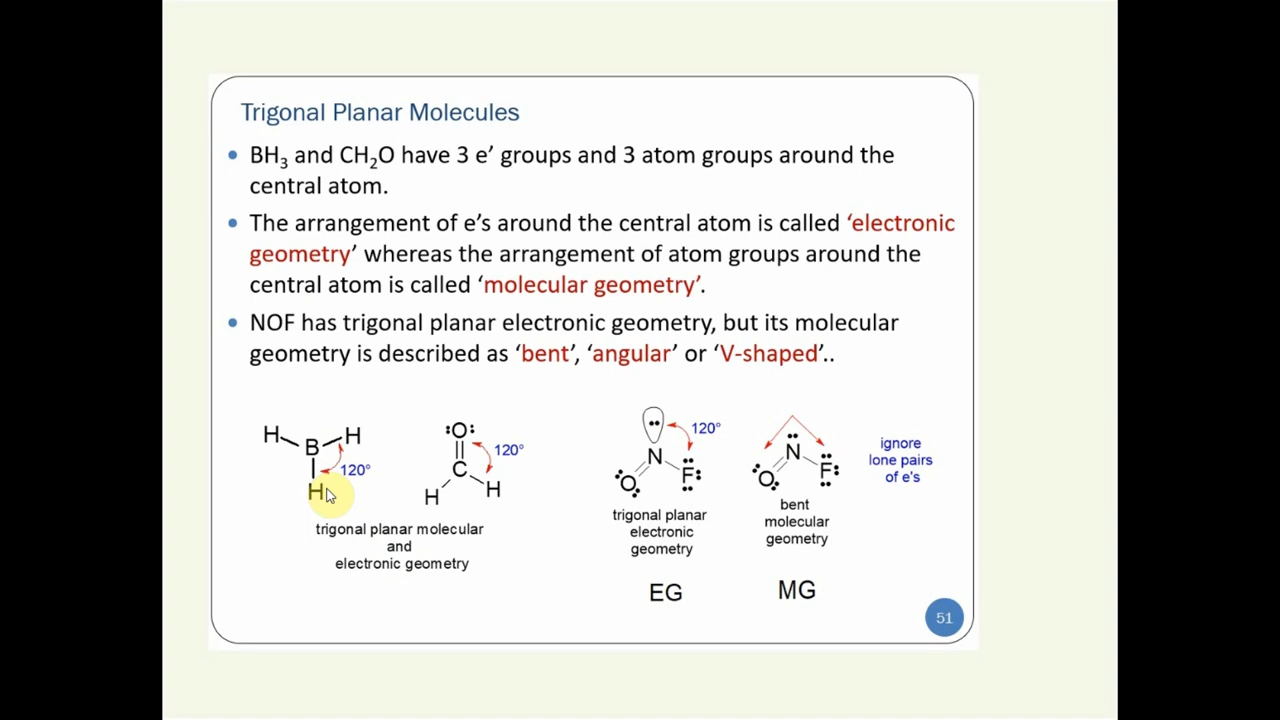 Trigonal Planar Molecules
• BH₃ and CH₂O have 3 e’ groups and 3 atom groups around the
central atom.
• The arrangement of e’s around the central atom is called ‘electronic
geometry’ whereas the arrangement of atom groups around the
central atom is called ‘molecular geometry’.
• NOF has trigonal planar electronic geometry, but its molecular
geometry is described as ‘bent’, ‘angular’ or ‘V-shaped’..
H B H
120°
H
O
120°
C
H H
trigonal planar molecular
and
electronic geometry
120°
N
O F
trigonal planar
electronic
geometry
EG
N
O F
bent
molecular
geometry
MG
ignore
lone pairs
of e's
51